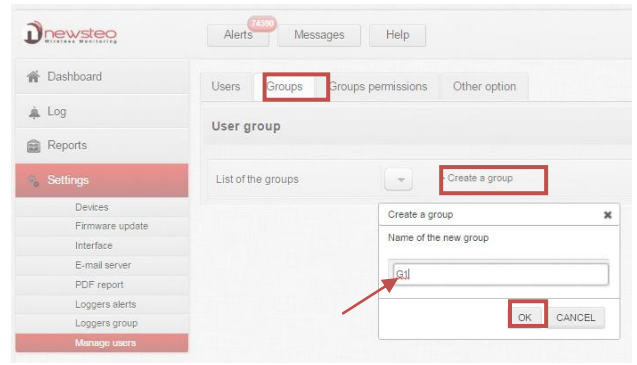 newsteo
Wireless Monitoring
74350
Alerts
Messages
Help
Dashboard
Log
Reports
Settings
Devices
Firmware update
Interface
E-mail server
PDF report
Loggers alerts
Loggers group
Manage users
Users
Groups
Groups permissions
Other option
User group
List of the groups
Create a group
Create a group
Name of the new group
G1
OK
CANCEL